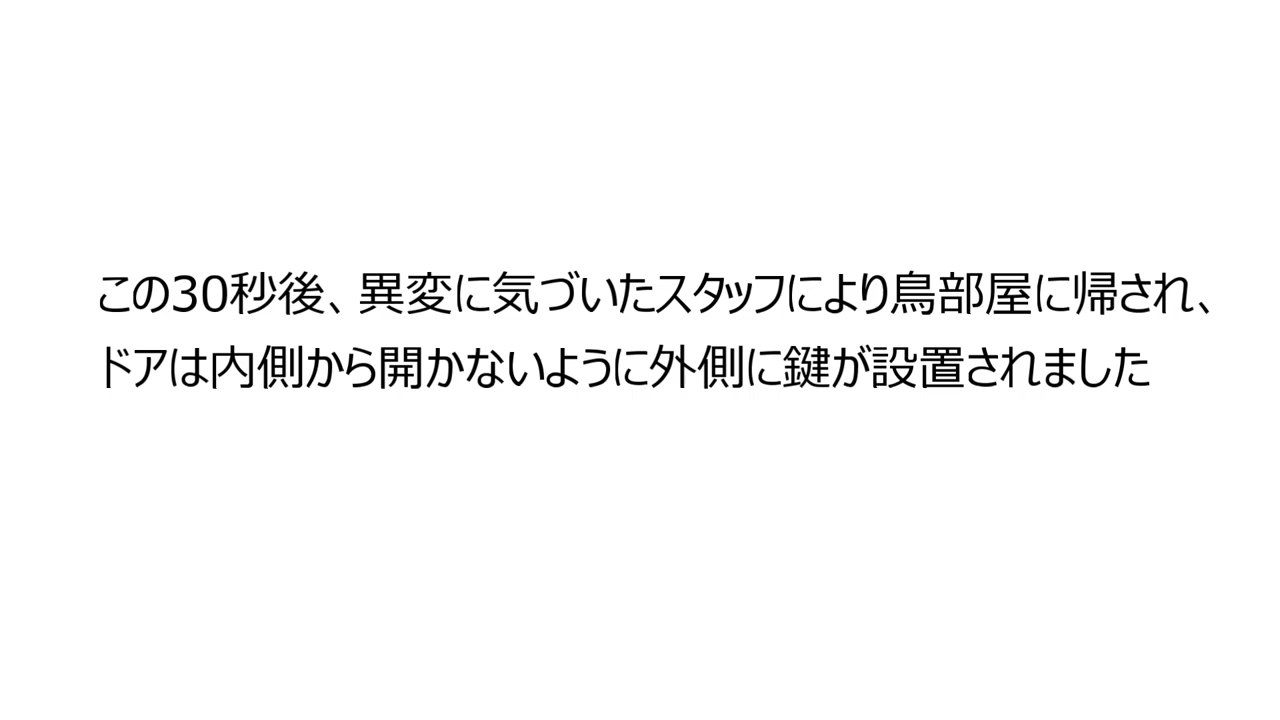 この30秒後、異変に気づいたスタッフにより鳥部屋に帰され、
ドアは内側から開かないように外側に鍵が設置されました